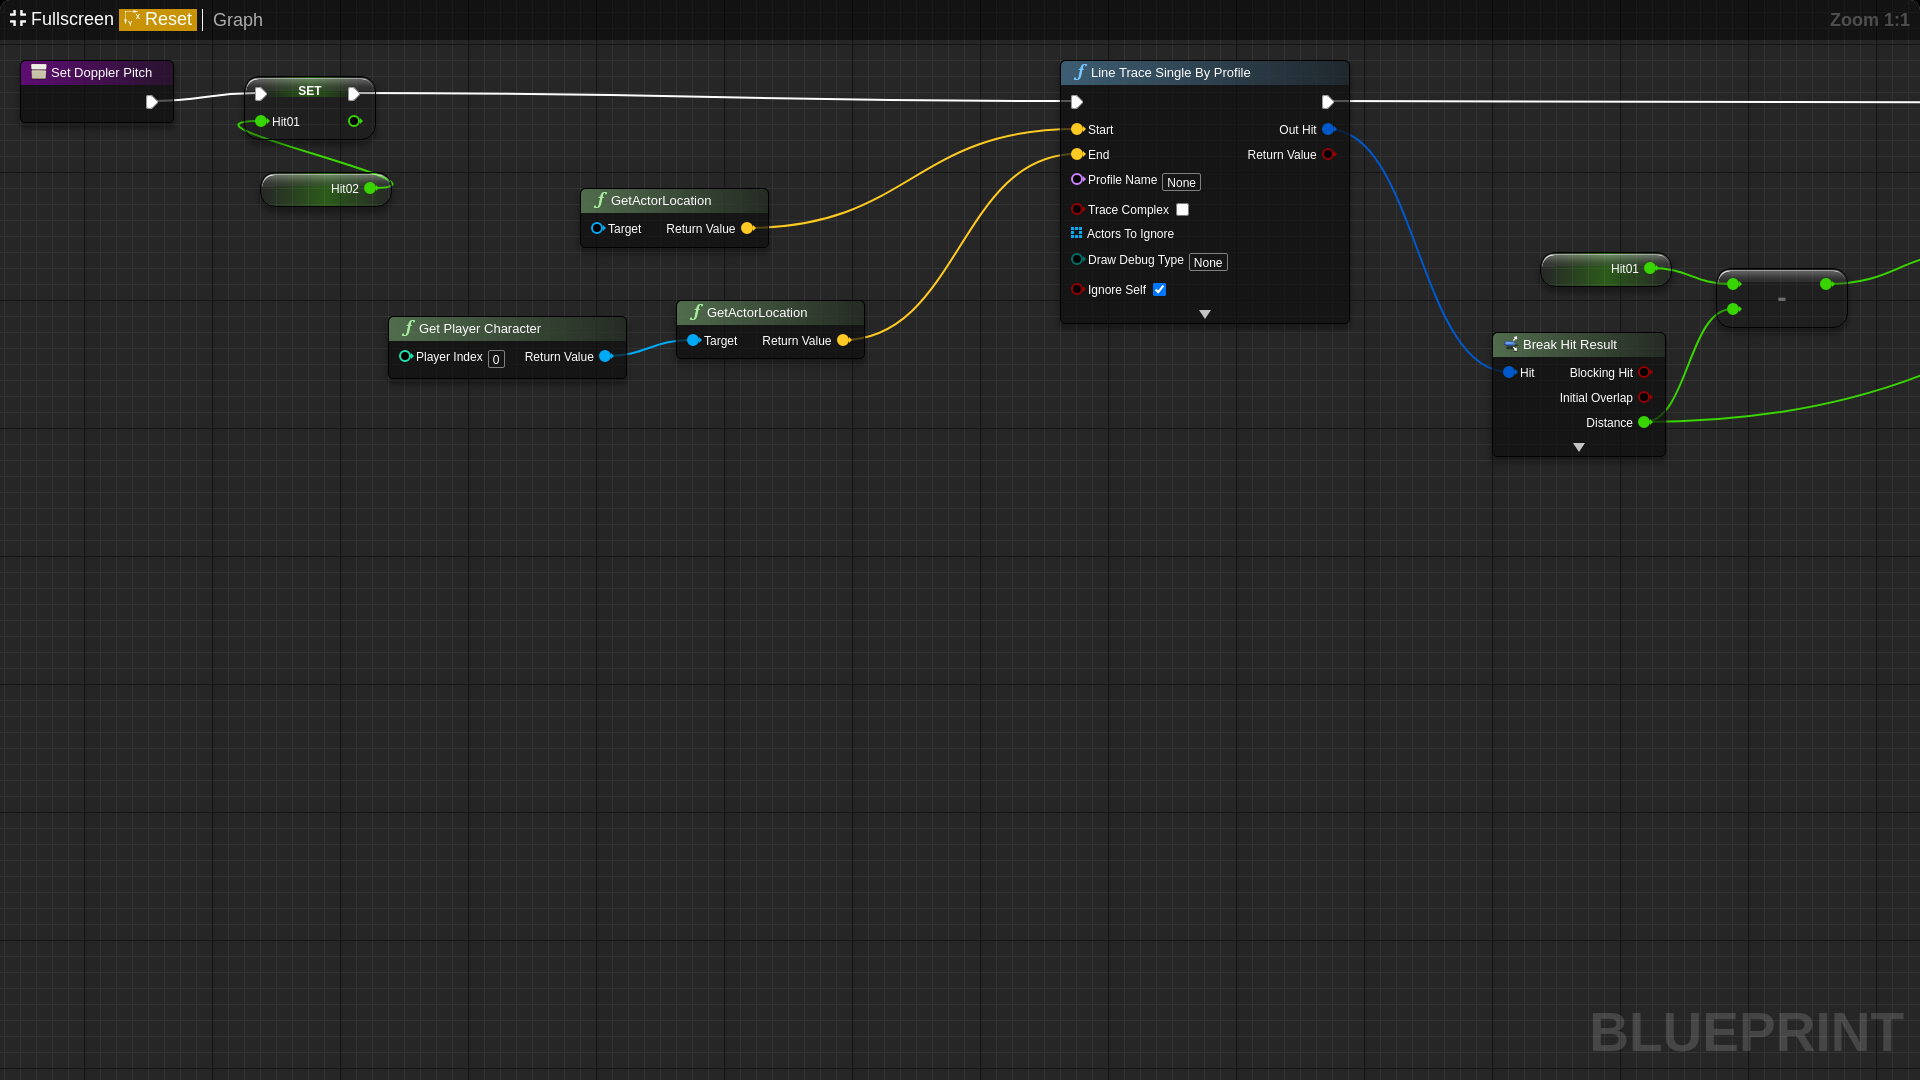 Fullscreen Reset Graph Zoom 1:1
Set Doppler Pitch
SET
Hit01
Hit02
GetActorLocation
Target Return Value
Get Player Character
Player Index 0 Return Value
GetActorLocation
Target Return Value
Line Trace Single By Profile
Start Out Hit
End Return Value
Profile Name None
Trace Complex
Actors To Ignore
Draw Debug Type None
Ignore Self
Hit01
-
Break Hit Result
Hit Blocking Hit
Initial Overlap
Distance
BLUEPRINT